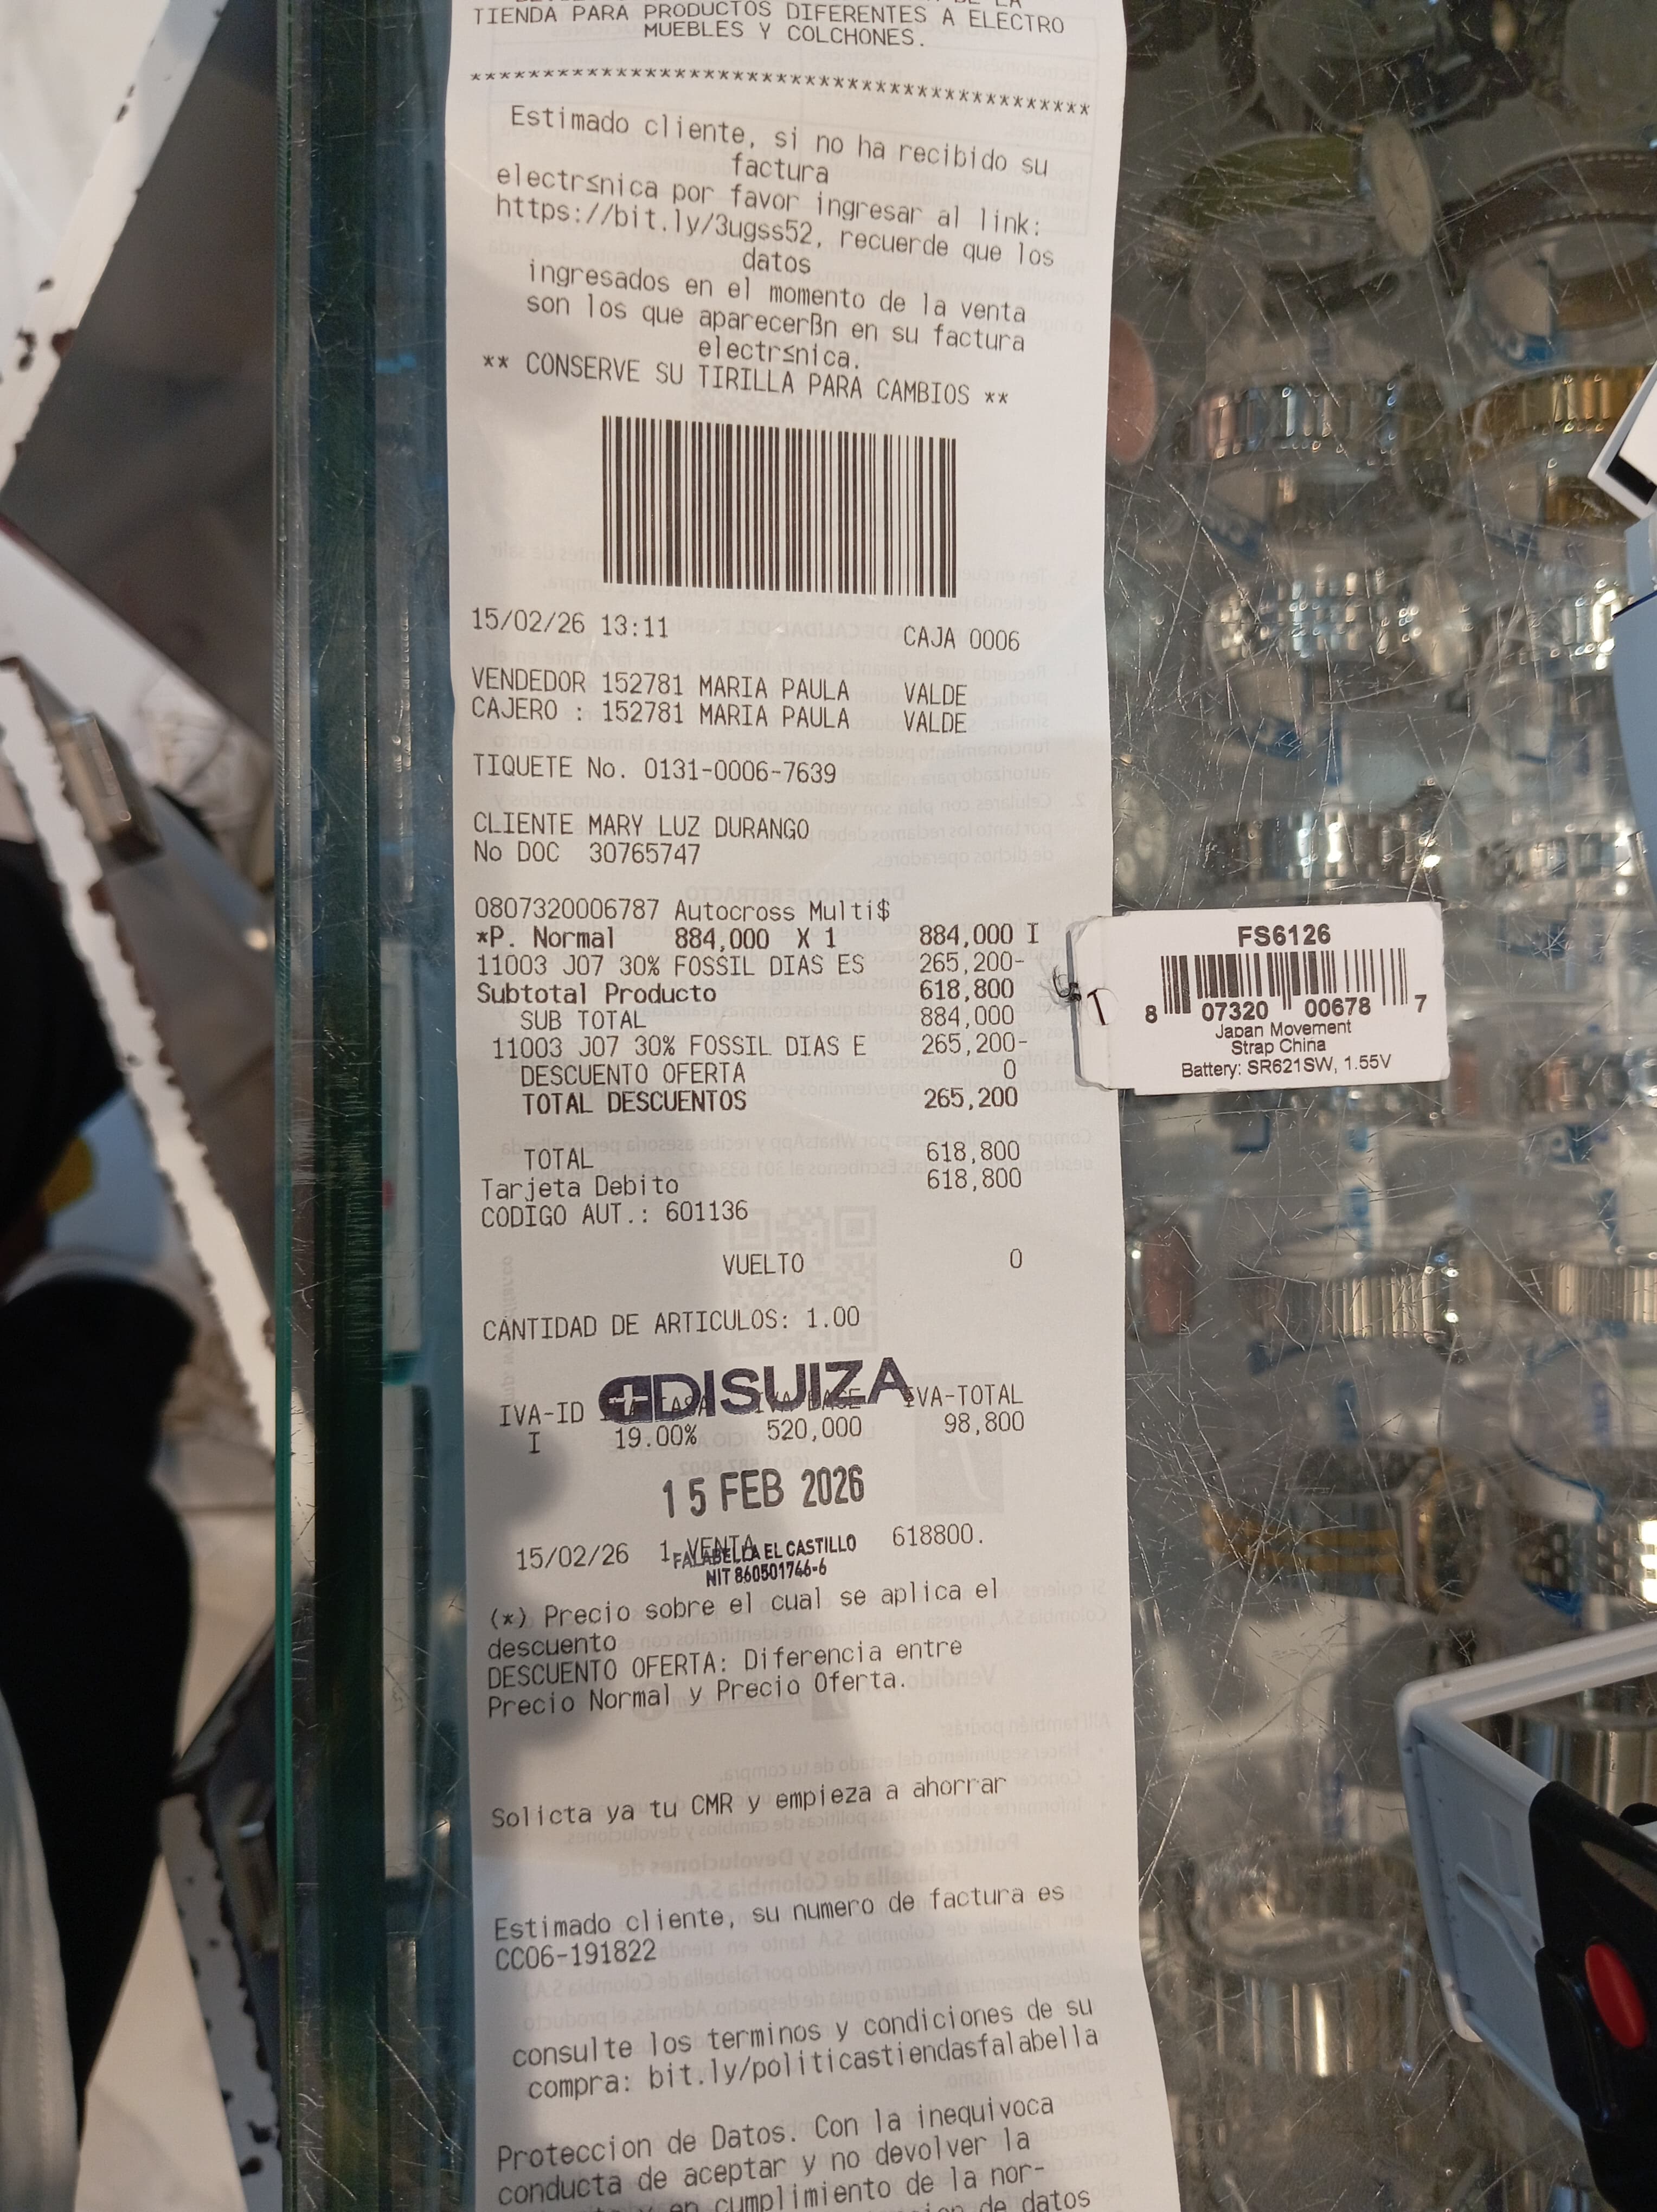 TIENDA PARA PRODUCTOS DIFERENTES A ELECTRO
MUEBLES Y COLCHONES.
*******************************************
Estimado cliente, si no ha recibido su
factura
electr≤nica por favor ingresar al link:
https://bit.ly/3ugss52, recuerde que los
datos
ingresados en el momento de la venta
son los que aparecerßn en su factura
electr≤nica.
** CONSERVE SU TIRILLA PARA CAMBIOS **
15/02/26 13:11 CAJA 0006
VENDEDOR 152781 MARIA PAULA VALDE
CAJERO : 152781 MARIA PAULA VALDE
TIQUETE No. 0131-0006-7639
CLIENTE MARY LUZ DURANGO
No DOC 30765747
0807320006787 Autocross Multi$
*P. Normal 884,000 X 1 884,000 I
11003 J07 30% FOSSIL DIAS ES 265,200-
Subtotal Producto 618,800
SUB TOTAL 884,000
11003 J07 30% FOSSIL DIAS E 265,200-
DESCUENTO OFERTA 0
TOTAL DESCUENTOS 265,200
TOTAL 618,800
Tarjeta Debito 618,800
CODIGO AUT.: 601136
VUELTO 0
CANTIDAD DE ARTICULOS: 1.00
DISUIZA
IVA-ID IVA-TASA IVA-BASE IVA-TOTAL
I 19.00% 520,000 98,800
15 FEB 2026
15/02/26 1 VENTA 618800.
FALABELLA EL CASTILLO
NIT 860501746-6
(*) Precio sobre el cual se aplica el
descuento
DESCUENTO OFERTA: Diferencia entre
Precio Normal y Precio Oferta.
Solicta ya tu CMR y empieza a ahorrar
Estimado cliente, su numero de factura es
CC06-191822
consulte los terminos y condiciones de su
compra: bit.ly/politicastiendasfalabella
Proteccion de Datos. Con la inequivoca
conducta de aceptar y no devolver la
en cumplimiento de la nor-
de datos
FS6126
8 07320 00678 7
Japan Movement
Strap China
Battery: SR621SW, 1.55V